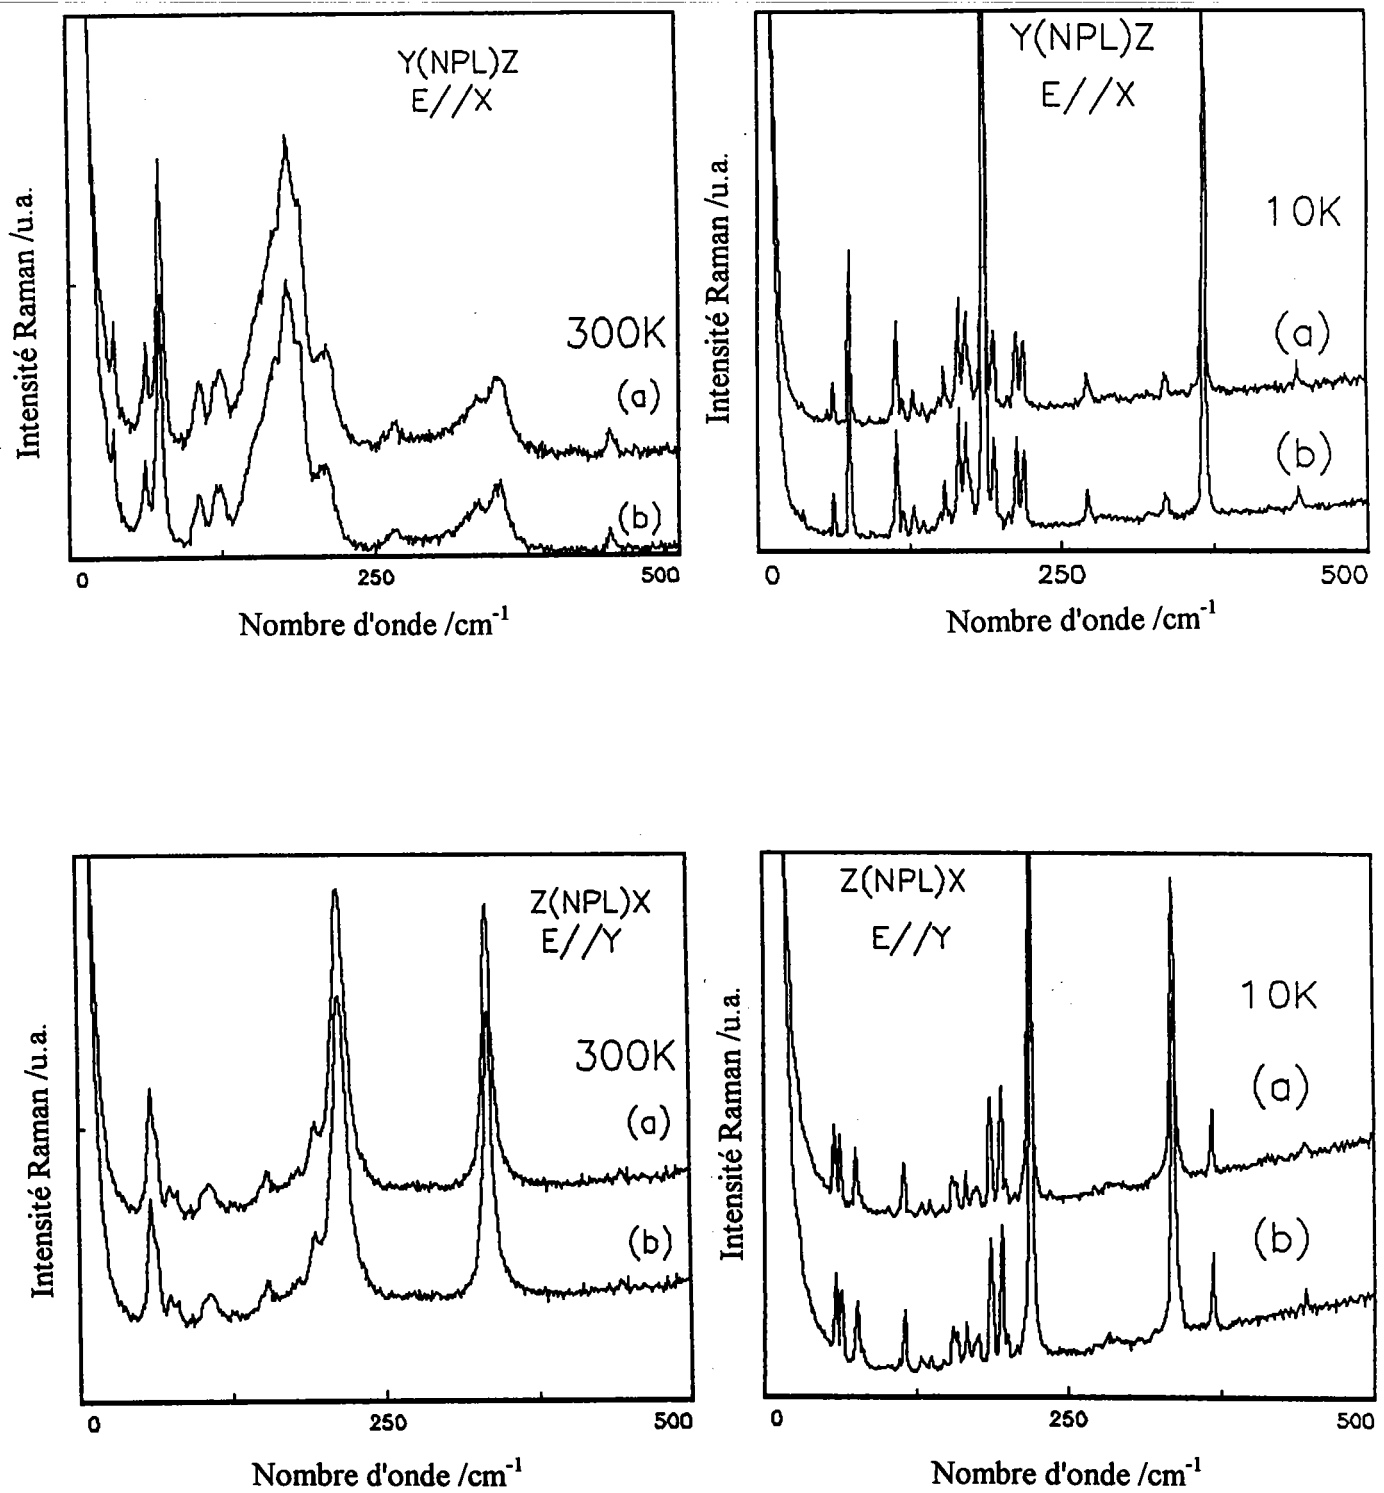 Y(NPL)Z
E//X
300K
(a)
(b)
Intensité Raman /u.a.
0 250 500
Nombre d'onde /cm-1
Y(NPL)Z
E//X
10K
(a)
(b)
Intensité Raman /u.a.
0 250 500
Nombre d'onde /cm-1
Z(NPL)X
E//Y
300K
(a)
(b)
Intensité Raman /u.a.
0 250 500
Nombre d'onde /cm-1
Z(NPL)X
E//Y
10K
(a)
(b)
Intensité Raman /u.a.
0 250 500
Nombre d'onde /cm-1